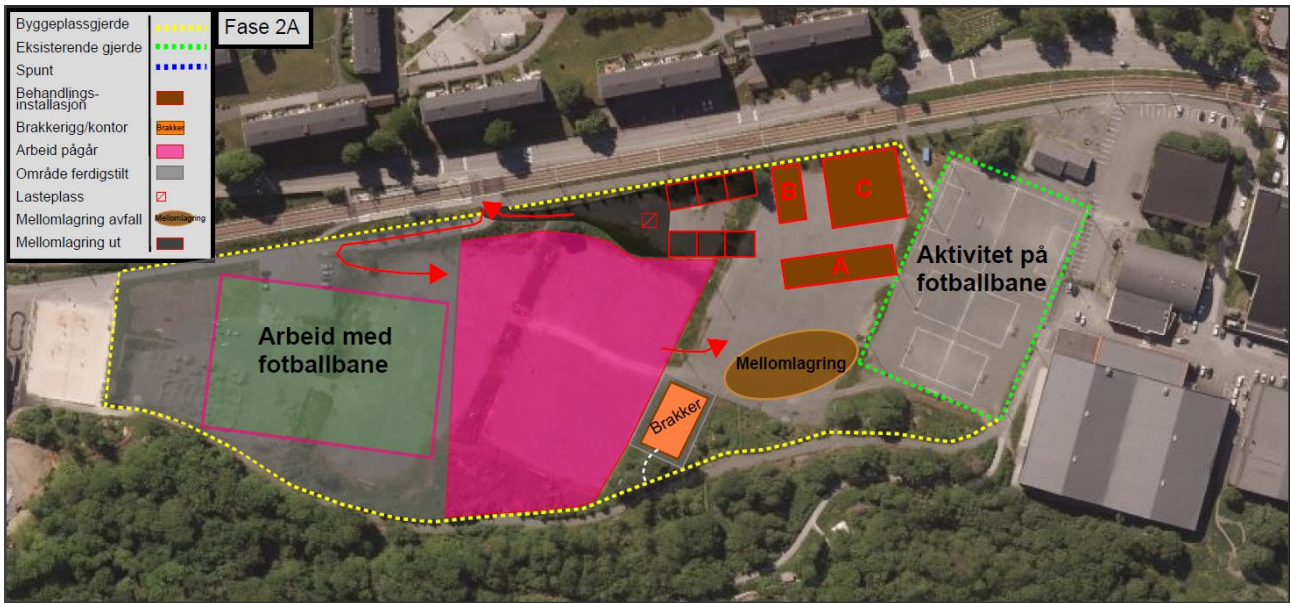 Byggeplassgjerde
Eksisterende gjerde
Spunt
Behandlings-
installasjon
Brakkerigg/kontor
Brakker
Arbeid pågår
Område ferdigstilt
Lasteplass
Mellomlagring avfall
Mellomlagring
Mellomlagring ut
Fase 2A
B
C
A
Aktivitet på
fotballbane
Arbeid med
fotballbane
Mellomlagring
Brakker